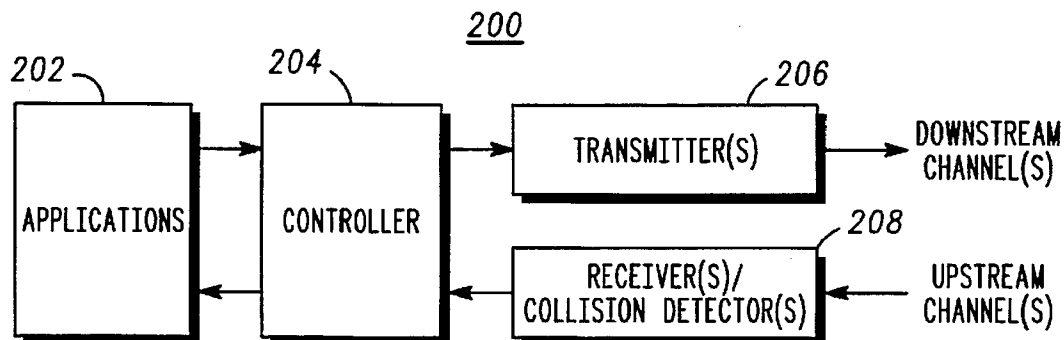 200
202
204
206
TRANSMITTER(S)
DOWNSTREAM
CHANNEL(S)
APPLICATIONS
CONTROLLER
208
RECEIVER(S)/
COLLISION DETECTOR(S)
UPSTREAM
CHANNEL(S)